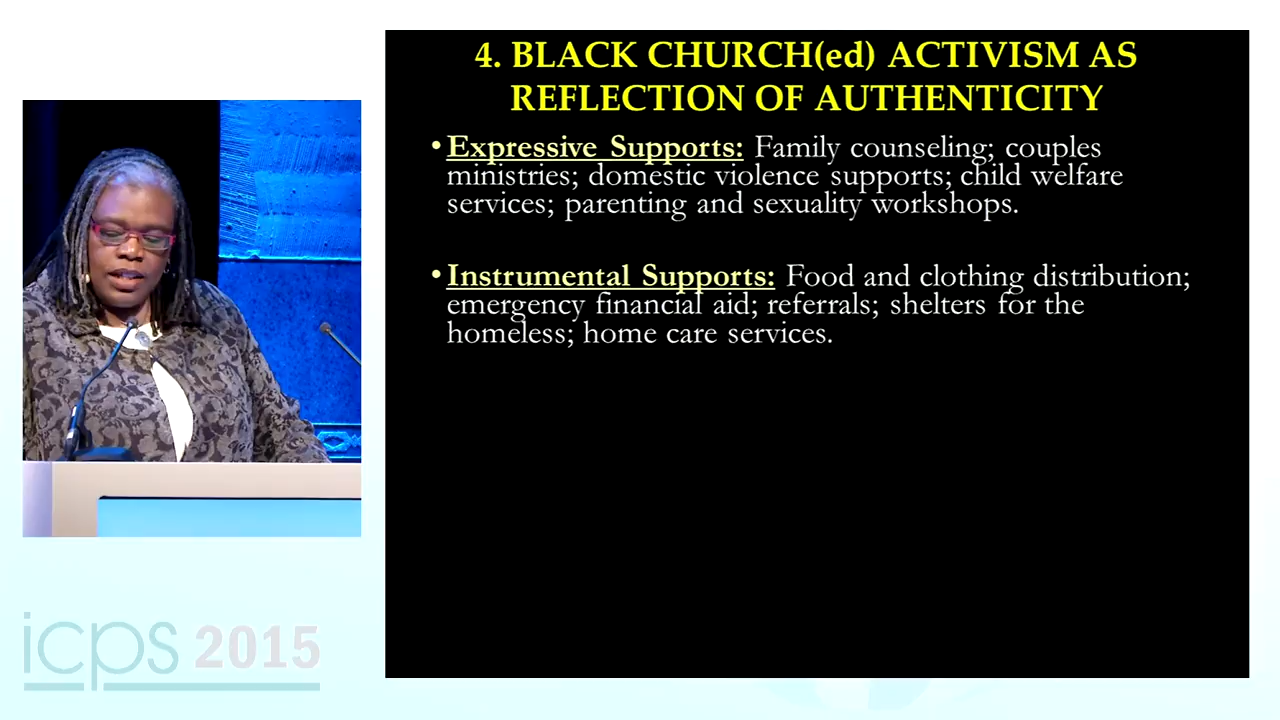 4. BLACK CHURCH(ed) ACTIVISM AS
REFLECTION OF AUTHENTICITY
• Expressive Supports: Family counseling; couples
ministries; domestic violence supports; child welfare
services; parenting and sexuality workshops.
• Instrumental Supports: Food and clothing distribution;
emergency financial aid; referrals; shelters for the
homeless; home care services.
icps 2015